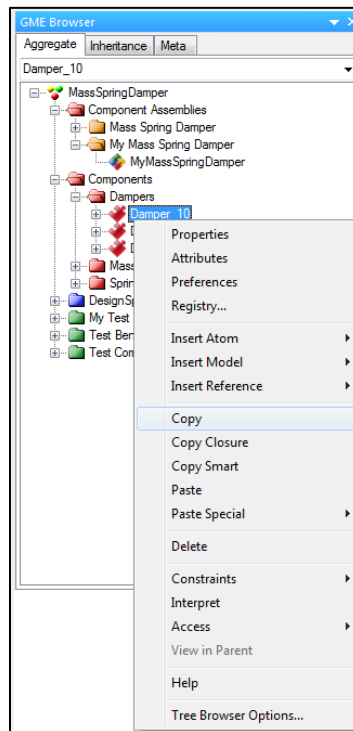 GME Browser
Aggregate Inheritance Meta
Damper_10
MassSpringDamper
Component Assemblies
Mass Spring Damper
My Mass Spring Damper
MyMassSpringDamper
Components
Dampers
Damper_10
D
D
Mass
Sprin
DesignSp
My Test
Test Ben
Test Com
Properties
Attributes
Preferences
Registry...
Insert Atom
Insert Model
Insert Reference
Copy
Copy Closure
Copy Smart
Paste
Paste Special
Delete
Constraints
Interpret
Access
View in Parent
Help
Tree Browser Options...